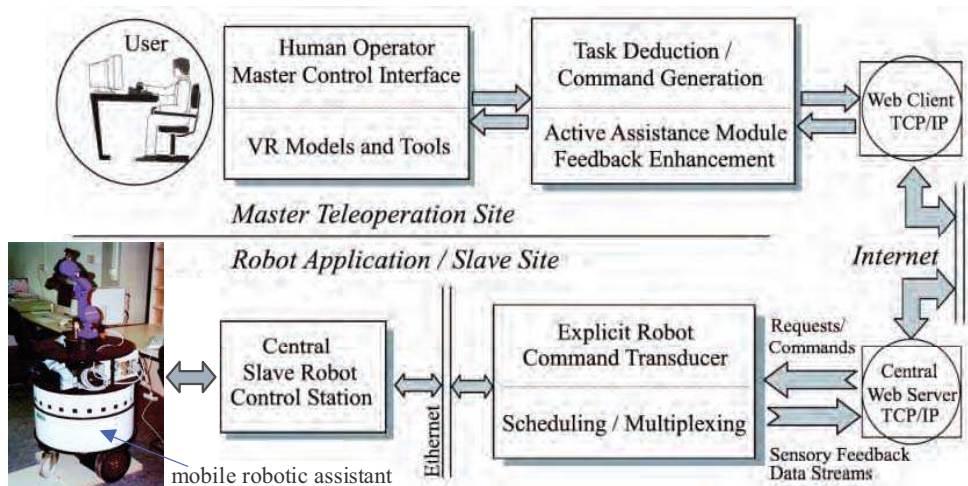 User
Human Operator
Master Control Interface
VR Models and Tools
Task Deduction /
Command Generation
Active Assistance Module
Feedback Enhancement
Web Client
TCP/IP
Master Teleoperation Site
Robot Application / Slave Site
Internet
Central
Slave Robot
Control Station
Ethernet
Explicit Robot
Command Transducer
Scheduling / Multiplexing
Requests/
Commands
Sensory Feedback
Data Streams
Central
Web Server
TCP/IP
mobile robotic assistant